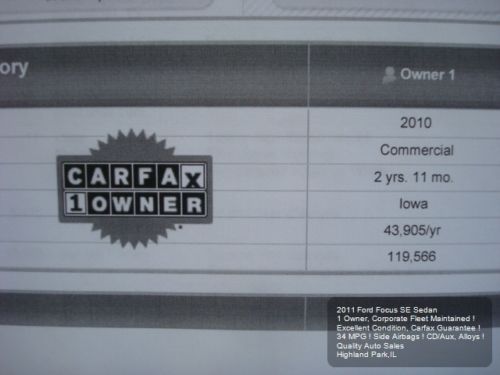 ory
Owner 1
2010
Commercial
CARFAX
1 OWNER
2 yrs. 11 mo.
Iowa
43,905/yr
119,566
2011 Ford Focus SE Sedan
1 Owner, Corporate Fleet Maintained !
Excellent Condition, Carfax Guarantee !
34 MPG ! Side Airbags ! CD/Aux, Alloys !
Quality Auto Sales
Highland Park,IL